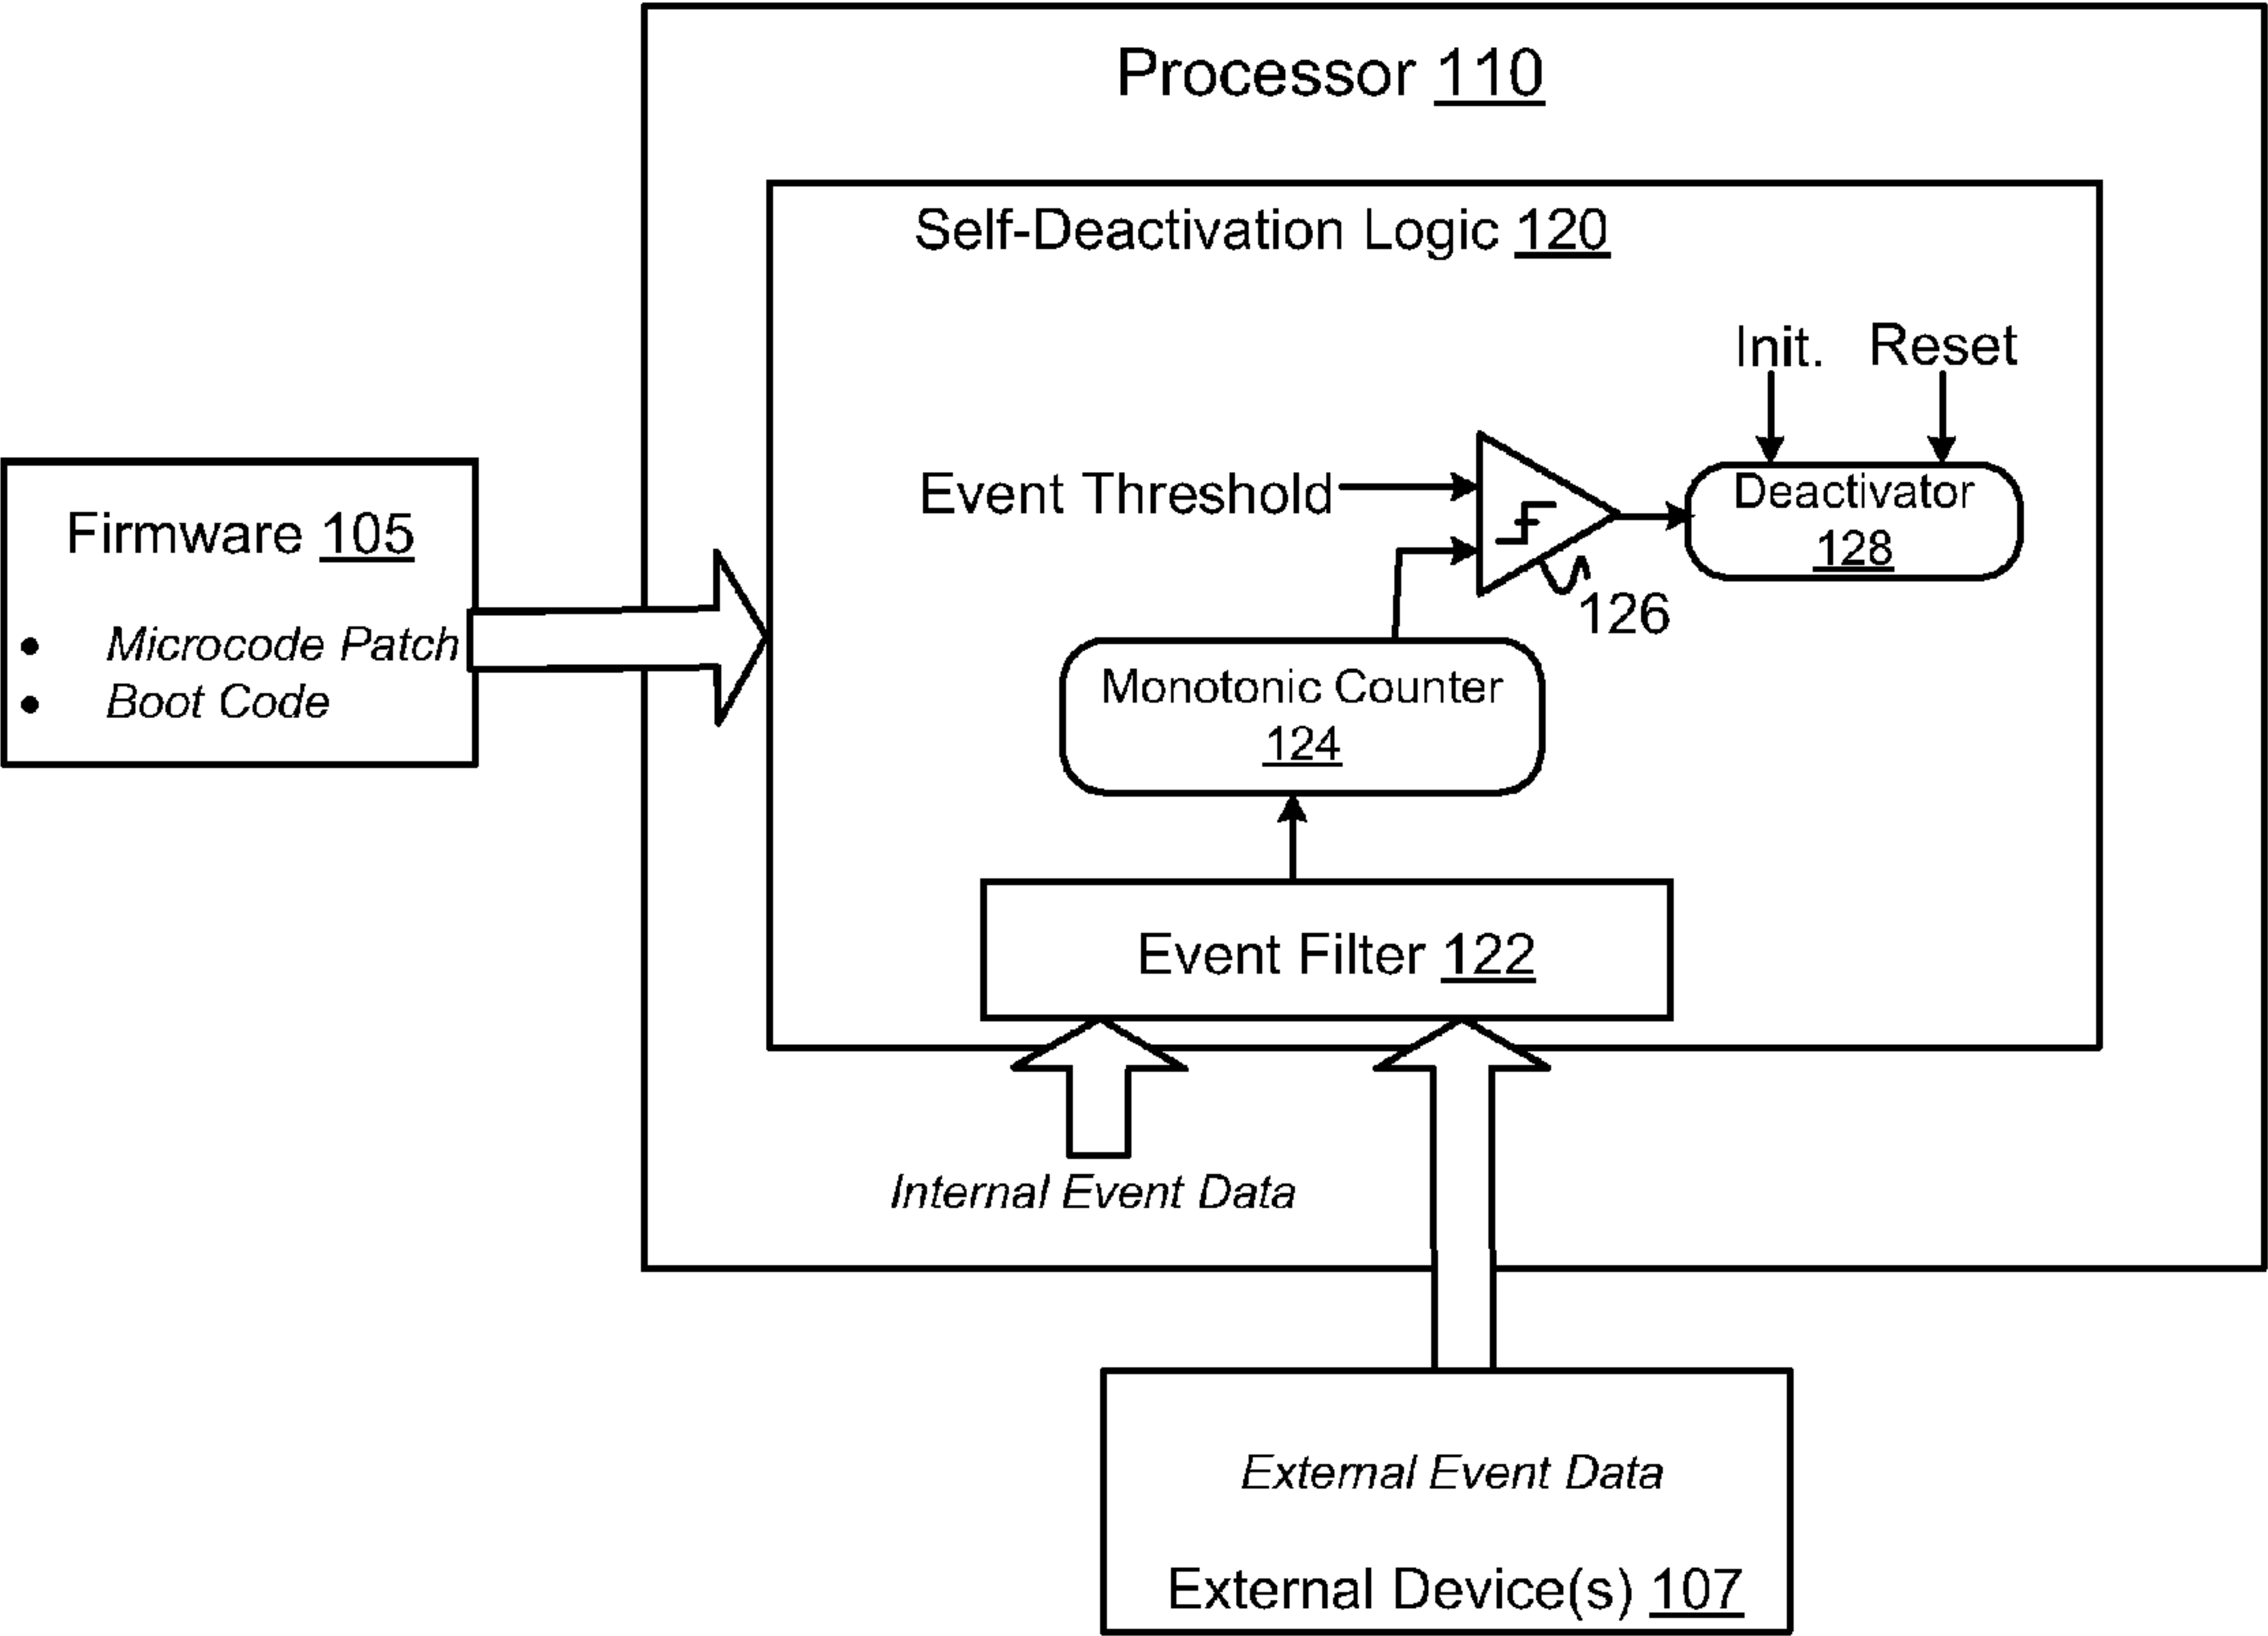 Processor 110
Self-Deactivation Logic 120
Init. Reset
Event Threshold
Deactivator
128
126
Firmware 105
• Microcode Patch
• Boot Code
Monotonic Counter
124
Event Filter 122
Internal Event Data
External Event Data
External Device(s) 107